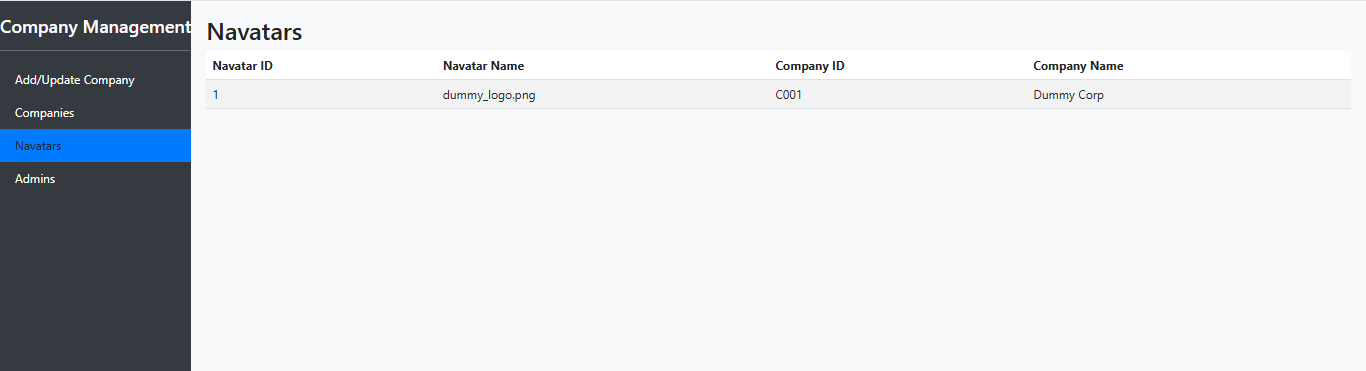 Company Management
Add/Update Company
Companies
Navatars
Admins
Navatars
Navatar ID Navatar Name Company ID Company Name
1 dummy_logo.png C001 Dummy Corp